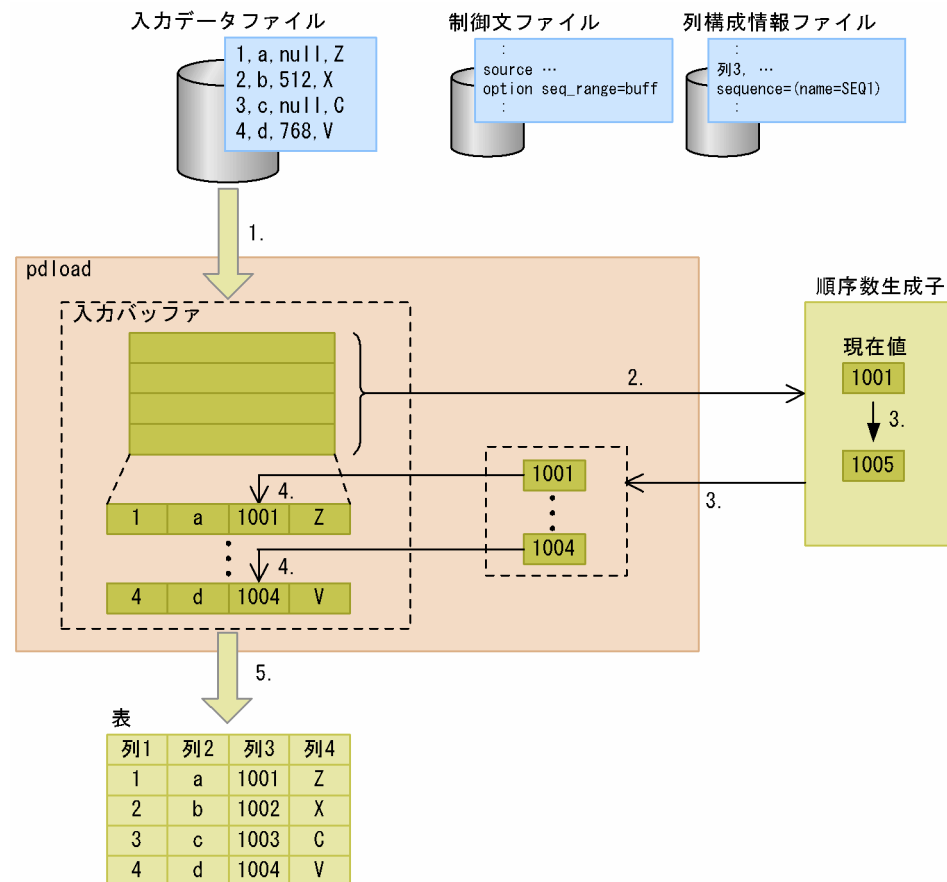 入力データファイル
1,a,null,Z
2,b,512,X
3,c,null,C
4,d,768,V
制御文ファイル
:
source …
option seq_range=buff
:
列構成情報ファイル
:
列3, …
sequence=(name=SEQ1)
:
1.
pdload
入力バッファ
2.
順序数生成子
現在値
1001
3.
1005
1001
1004
3.
4.
1 a 1001 Z
4.
4 d 1004 V
5.
表
列1 列2 列3 列4
1 a 1001 Z
2 b 1002 X
3 c 1003 C
4 d 1004 V